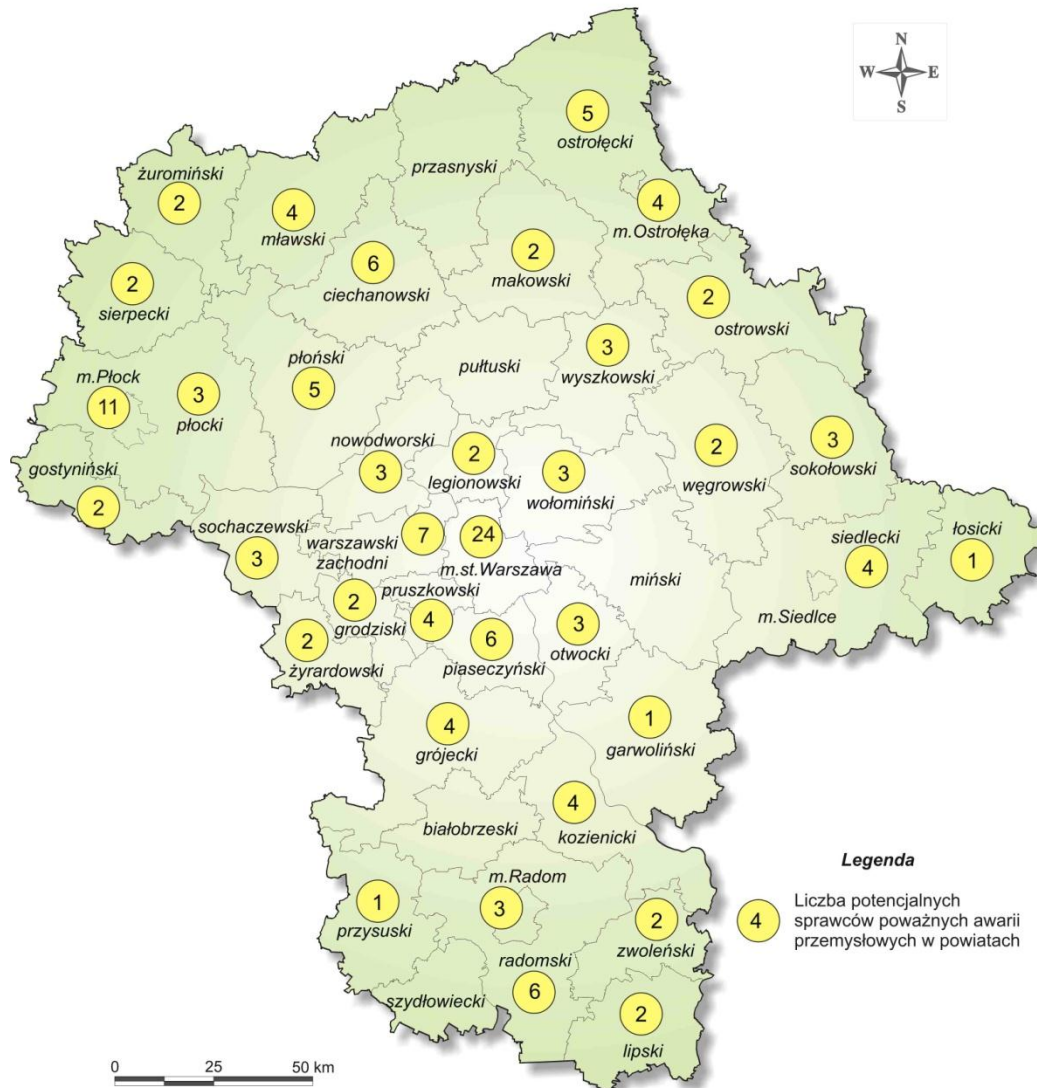 N
W E
S
5
ostrołęcki
przasnyski
żuromiński
2
4
mławski
4
m.Ostrołęka
6
ciechanowski
2
makowski
2
sierpecki
2
ostrowski
3
wyszkowski
płoński
5
pułtuski
m.Płock
11
3
płocki
nowodworski
3
2
legionowski
3
wołomiński
2
węgrowski
3
sokołowski
gostyniński
2
sochaczewski
3
warszawski
zachodni
7
24
m.st.Warszawa
miński
siedlecki
4
łosicki
1
m.Siedlce
2
grodziski
pruszkowski
4
6
piaseczyński
3
otwocki
2
żyrardowski
4
grójecki
1
garwoliński
4
kozienicki
białobrzeski
Legenda
4
Liczba potencjalnych
sprawców poważnych awarii
przemysłowych w powiatach
1
przysuski
m.Radom
3
2
zwoleński
radomski
6
szydłowiecki
2
lipski
0 25 50 km